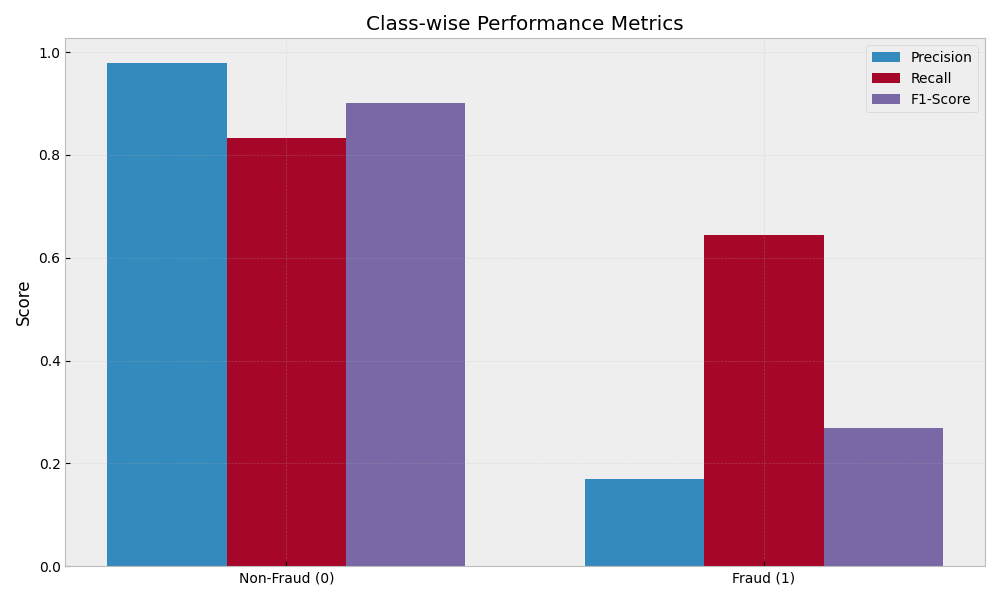 Class-wise Performance Metrics
1.0
0.8
0.6
0.4
0.2
0.0
Score
Precision
Recall
F1-Score
Non-Fraud (0)
Fraud (1)